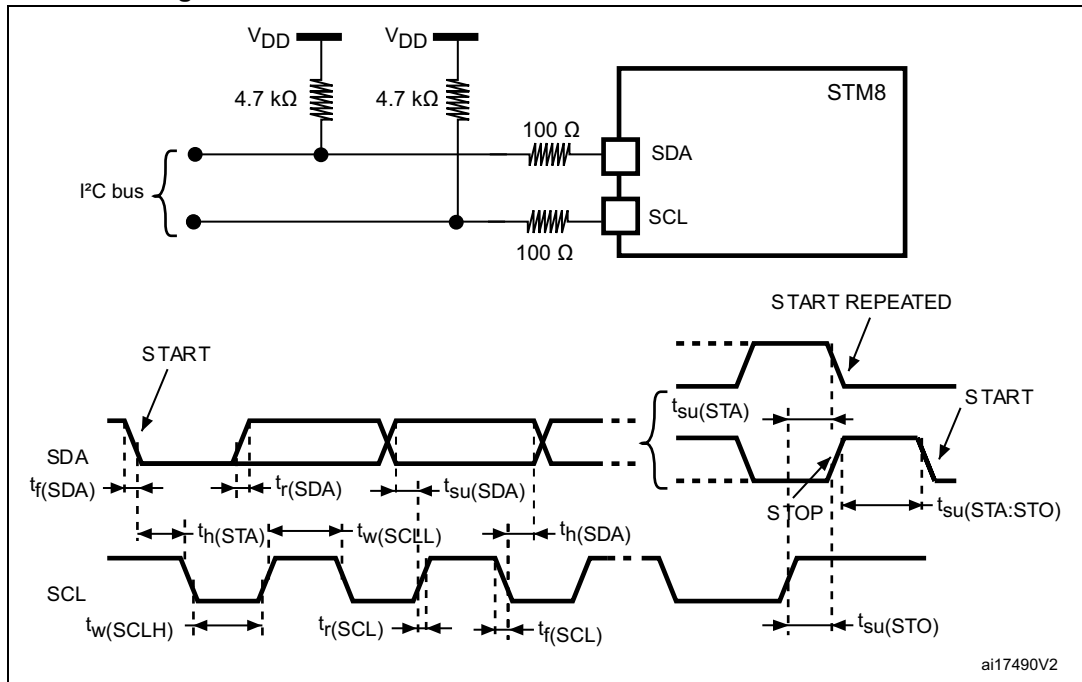 VDD
VDD
4.7 kΩ
4.7 kΩ
STM8
100 Ω
SDA
I²C bus
SCL
100 Ω
START REPEATED
START
tsu(STA)
START
SDA
tf(SDA)
tr(SDA)
tsu(SDA)
STOP
tsu(STA:STO)
th(STA)
tw(SCLL)
th(SDA)
SCL
tw(SCLH)
tr(SCL)
tf(SCL)
tsu(STO)
ai17490V2